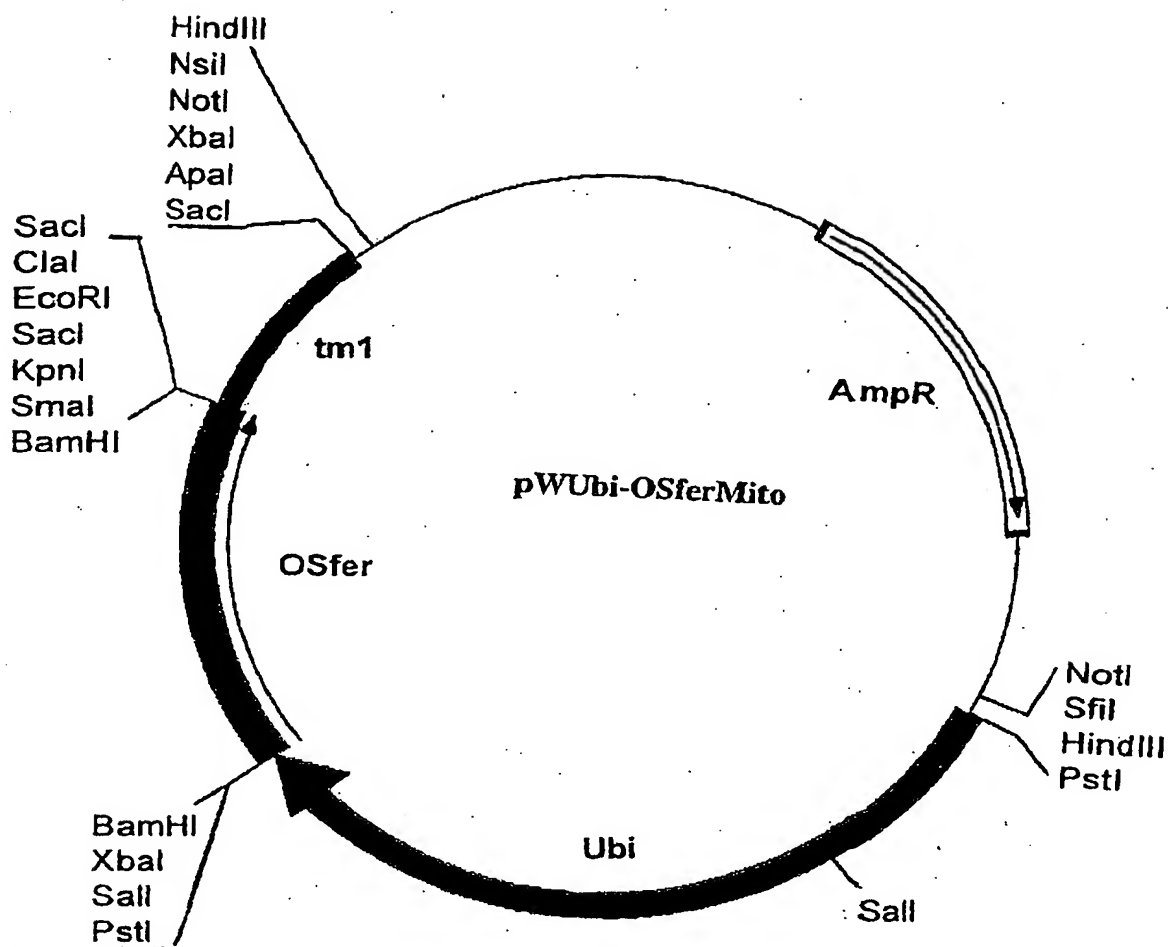 HindIII
NsiI
NotI
XbaI
ApaI
SacI
SacI
ClaI
EcoRI
SacI
KpnI
SmaI
BamHI
tm1
AmpR
pWUbi-OSferMito
OSfer
NotI
SfiI
HindIII
PstI
BamHI
XbaI
SalI
PstI
Ubi
SalI